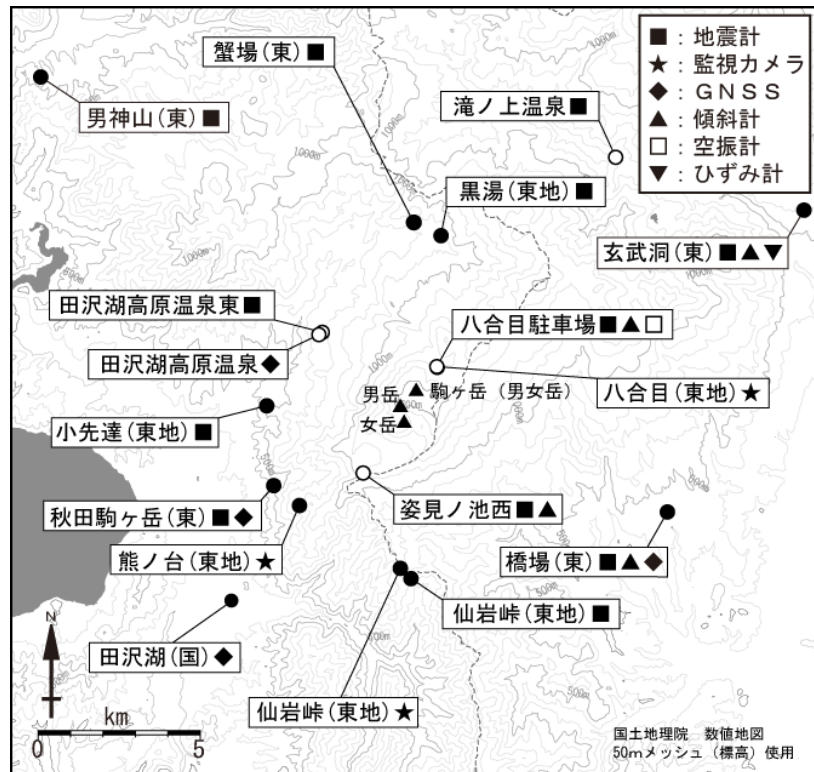 ■：地震計
★：監視カメラ
◆：ＧＮＳＳ
▲：傾斜計
□：空振計
▼：ひずみ計
蟹場(東)■
男神山(東)■
滝ノ上温泉■
黒湯(東地)■
玄武洞(東)■▲▼
田沢湖高原温泉東■
田沢湖高原温泉◆
八合目駐車場■▲□
八合目(東地)★
駒ヶ岳（男女岳）
男岳
女岳
小先達(東地)■
秋田駒ヶ岳(東)■◆
熊ノ台(東地)★
姿見ノ池西■▲
橋場(東)■▲◆
仙岩峠(東地)■
田沢湖(国)◆
仙岩峠(東地)★
1000m
1000m
1000m
1000m
500m
500m
500m
N
km
0 5
国土地理院　数値地図
50mメッシュ（標高）使用